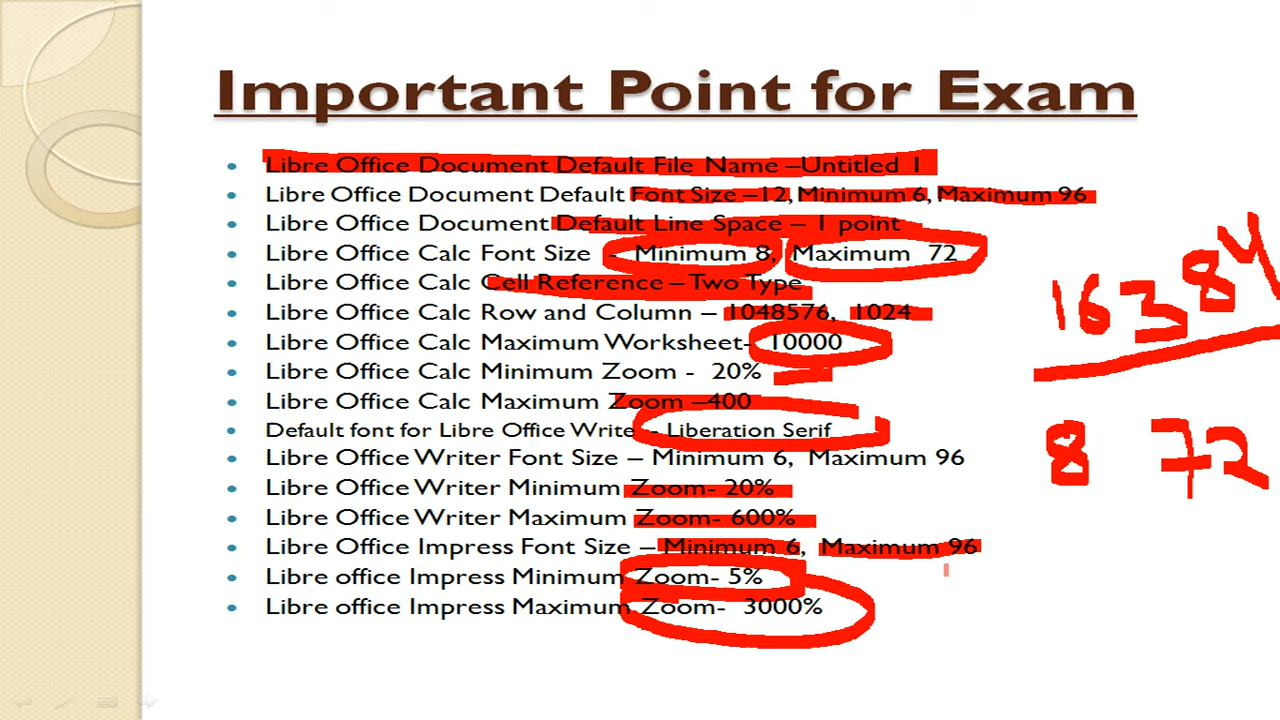 Important Point for Exam
Libre Office Document Default File Name –Untitled 1
Libre Office Document Default Font Size –12, Minimum 6, Maximum 96
Libre Office Document Default Line Space – 1 point
Libre Office Calc Font Size - Minimum 8, Maximum 72
Libre Office Calc Cell Reference – Two Type
Libre Office Calc Row and Column – 1048576, 1024
Libre Office Calc Maximum Worksheet- 10000
Libre Office Calc Minimum Zoom - 20%
Libre Office Calc Maximum Zoom –400
Default font for Libre Office Write - Liberation Serif
Libre Office Writer Font Size – Minimum 6, Maximum 96
Libre Office Writer Minimum Zoom- 20%
Libre Office Writer Maximum Zoom- 600%
Libre Office Impress Font Size – Minimum 6, Maximum 96
Libre office Impress Minimum Zoom- 5%
Libre office Impress Maximum Zoom- 3000%
16384
8 72